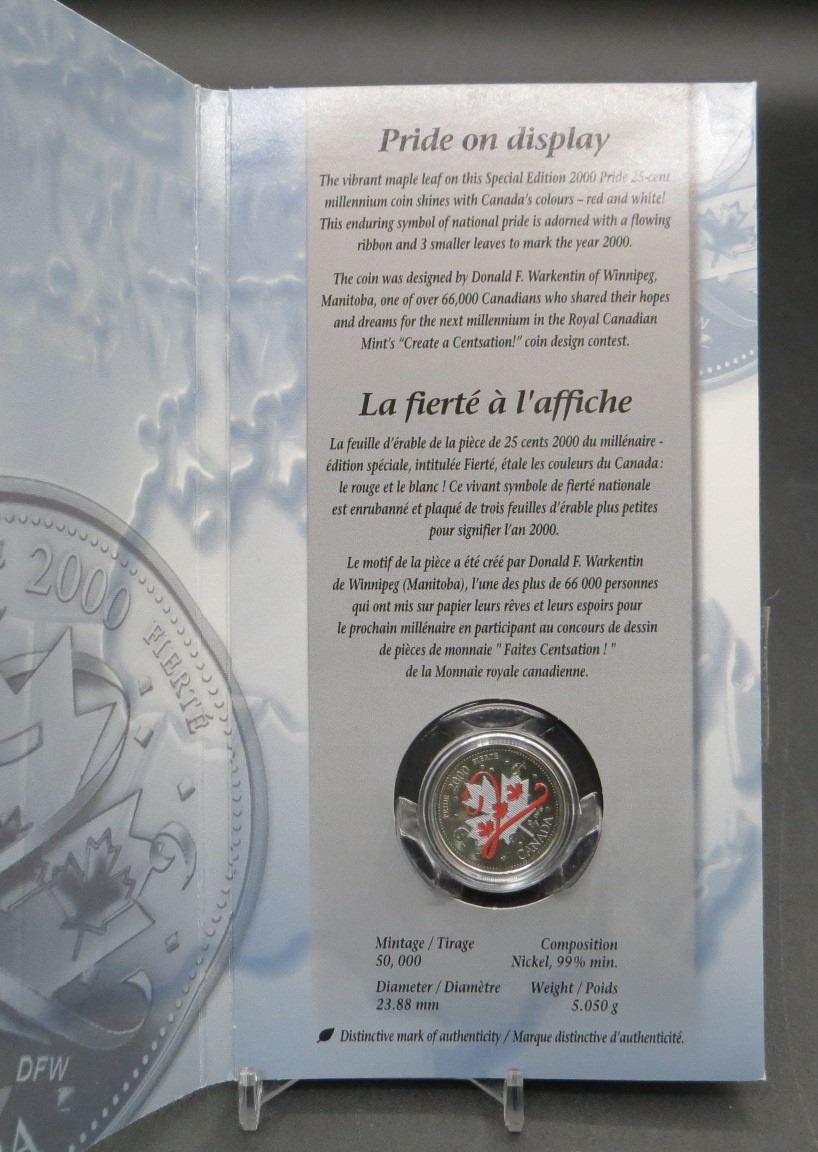 Pride on display
The vibrant maple leaf on this Special Edition 2000 Pride 25-cent
millennium coin shines with Canada's colours – red and white!
This enduring symbol of national pride is adorned with a flowing
ribbon and 3 smaller leaves to mark the year 2000.
The coin was designed by Donald F. Warkentin of Winnipeg,
Manitoba, one of over 66,000 Canadians who shared their hopes
and dreams for the next millennium in the Royal Canadian
Mint's "Create a Centsation!" coin design contest.
La fierté à l'affiche
La feuille d'érable de la pièce de 25 cents 2000 du millénaire -
édition spéciale, intitulée Fierté, étale les couleurs du Canada :
le rouge et le blanc ! Ce vivant symbole de fierté nationale
est enrubanné et plaqué de trois feuilles d'érable plus petites
pour signifier l'an 2000.
Le motif de la pièce a été créé par Donald F. Warkentin
de Winnipeg (Manitoba), l'une des plus de 66 000 personnes
qui ont mis sur papier leurs rêves et leurs espoirs pour
le prochain millénaire en participant au concours de dessin
de pièces de monnaie " Faites Centsation ! "
de la Monnaie royale canadienne.
PRIDE 2000 FIERTÉ
CANADA
Mintage / Tirage
50, 000
Composition
Nickel, 99% min.
Diameter / Diamètre
23.88 mm
Weight / Poids
5.050 g
Distinctive mark of authenticity / Marque distinctive d'authenticité.
2000 FIERTÉ
DFW